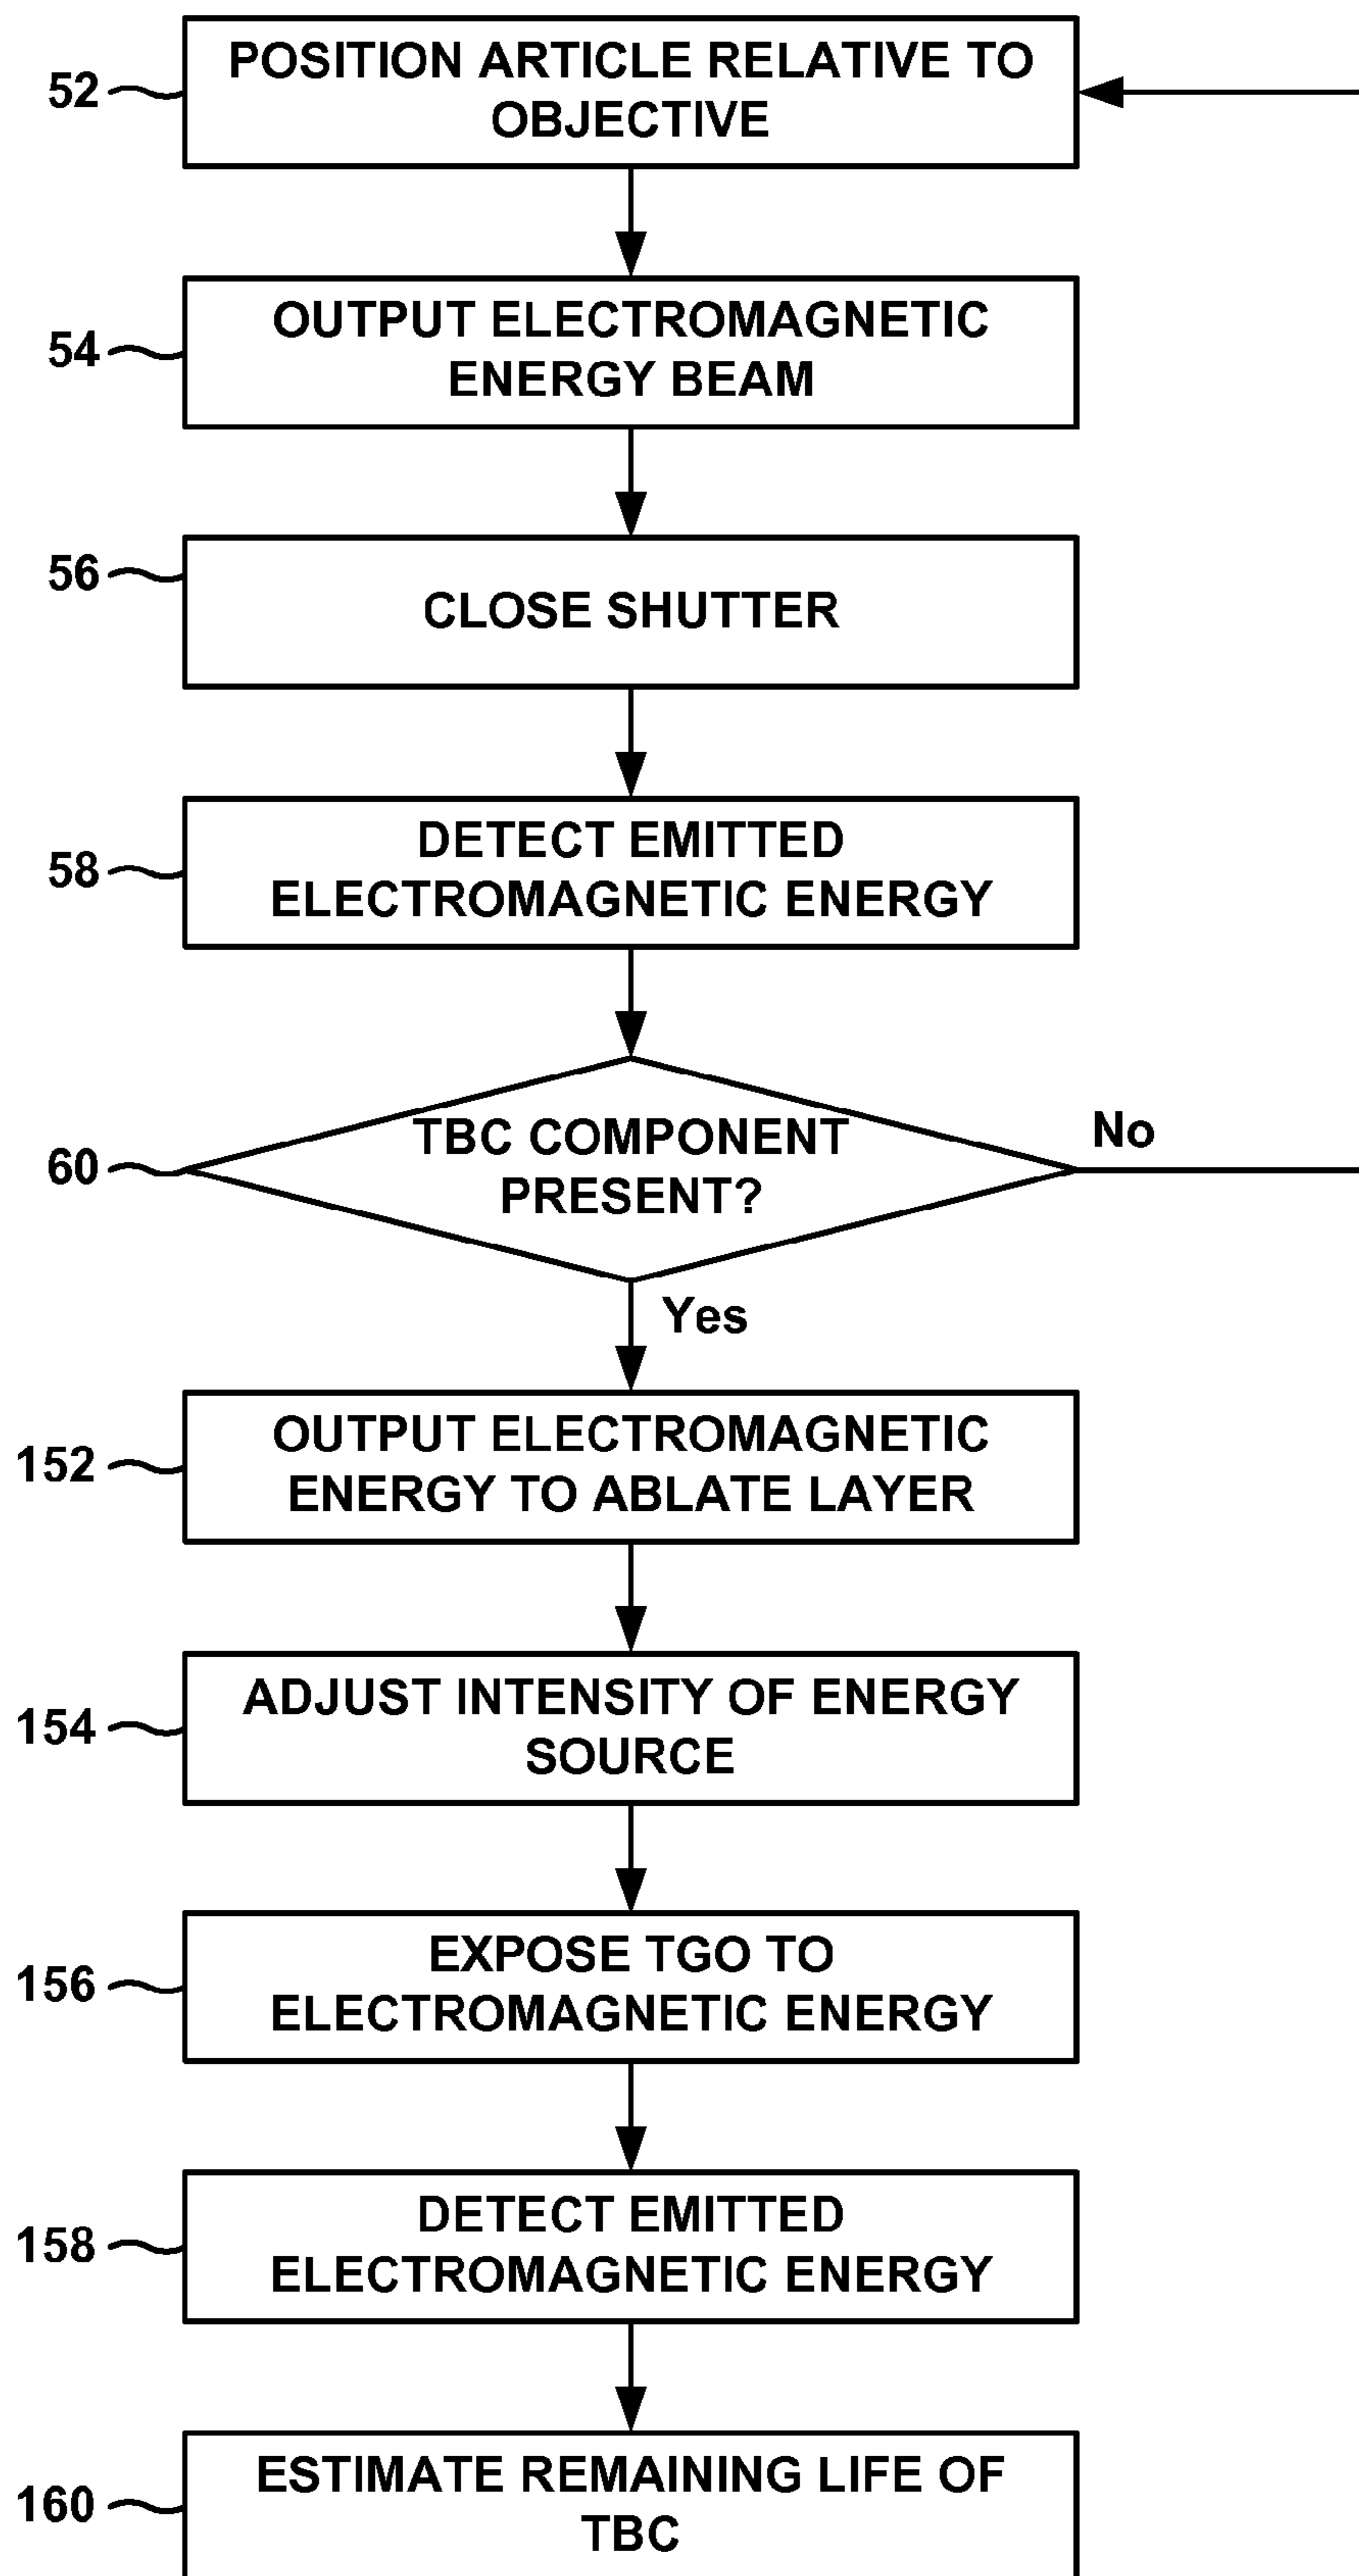 POSITION ARTICLE RELATIVE TO
OBJECTIVE
52
OUTPUT ELECTROMAGNETIC
ENERGY BEAM
54
56
CLOSE SHUTTER
DETECT EMITTED
ELECTROMAGNETIC ENERGY
58
TBC COMPONENT
PRESENT?
60
No
Yes
OUTPUT ELECTROMAGNETIC
ENERGY TO ABLATE LAYER
152
ADJUST INTENSITY OF ENERGY
SOURCE
154
EXPOSE TGO TO
ELECTROMAGNETIC ENERGY
156
DETECT EMITTED
ELECTROMAGNETIC ENERGY
158
ESTIMATE REMAINING LIFE OF
TBC
160